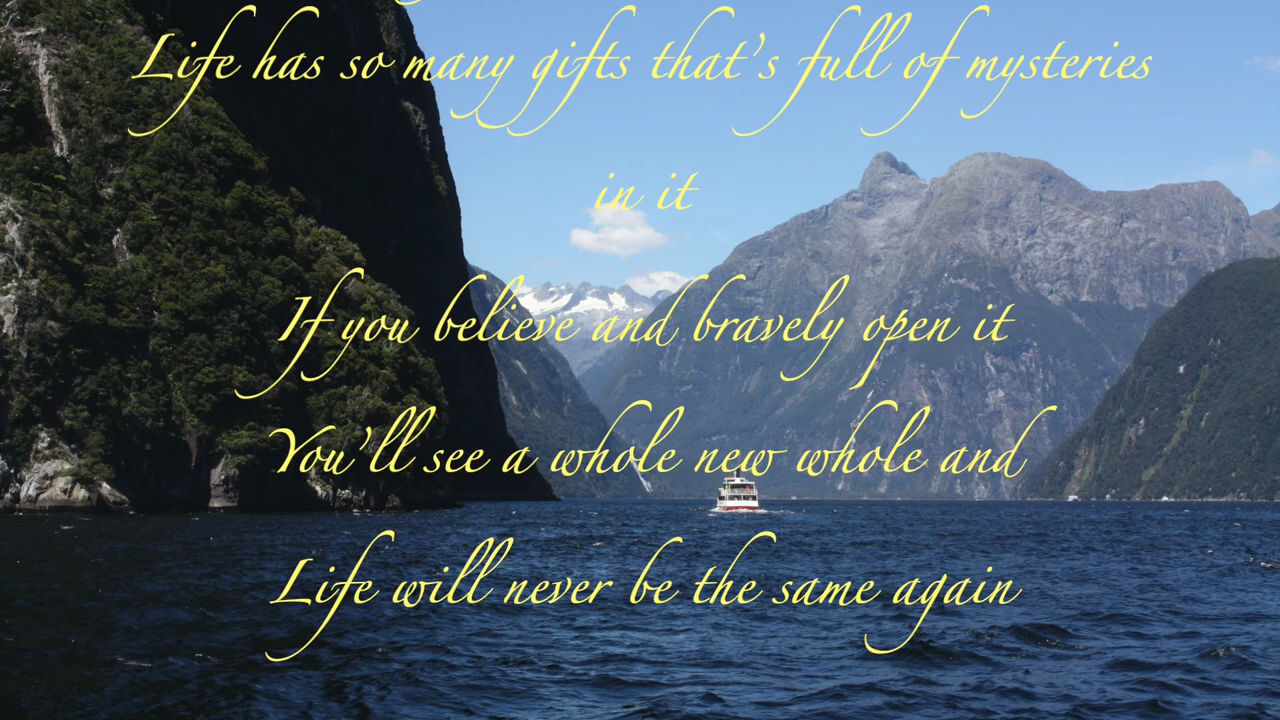 Life has so many gifts that's full of mysteries
in it
If you believe and bravely open it
You'll see a whole new whole and
Life will never be the same again